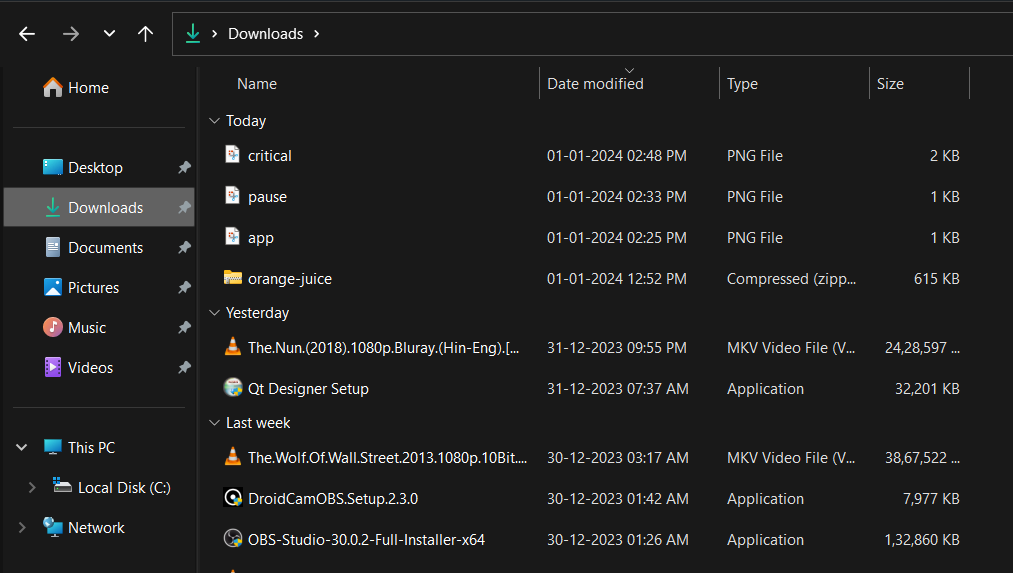 Downloads
Home
Desktop
Downloads
Documents
Pictures
Music
Videos
This PC
Local Disk (C:)
Network
Name Date modified Type Size
Today
critical 01-01-2024 02:48 PM PNG File 2 KB
pause 01-01-2024 02:33 PM PNG File 1 KB
app 01-01-2024 02:25 PM PNG File 1 KB
orange-juice 01-01-2024 12:52 PM Compressed (zipp... 615 KB
Yesterday
The.Nun.(2018).1080p.Bluray.(Hin-Eng).[... 31-12-2023 09:55 PM MKV Video File (V... 24,28,597 ...
Qt Designer Setup 31-12-2023 07:37 AM Application 32,201 KB
Last week
The.Wolf.Of.Wall.Street.2013.1080p.10Bit.... 30-12-2023 03:17 AM MKV Video File (V... 38,67,522 ...
DroidCamOBS.Setup.2.3.0 30-12-2023 01:42 AM Application 7,977 KB
OBS-Studio-30.0.2-Full-Installer-x64 30-12-2023 01:26 AM Application 1,32,860 KB